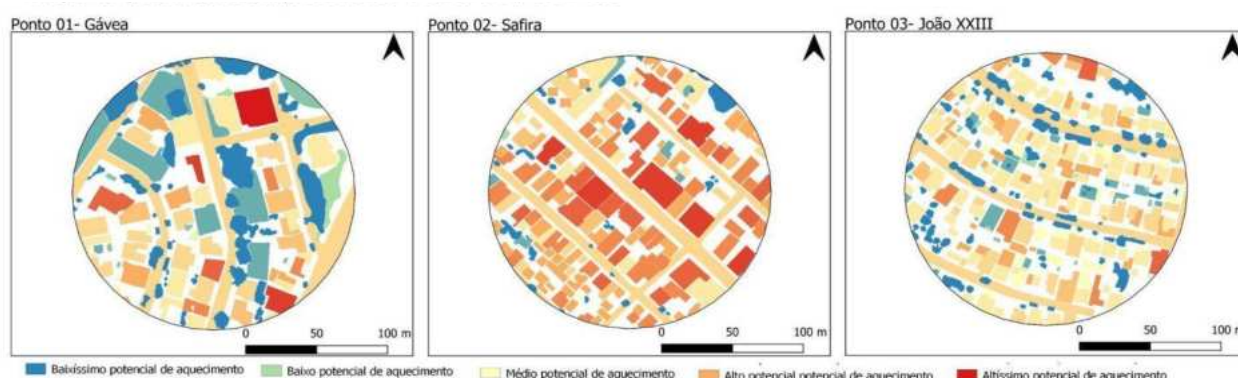 Ponto 01- Gávea
Ponto 02- Safira
Ponto 03- João XXIII
0 50 100 m
0 50 100 m
0 50 100 m
Baixíssimo potencial de aquecimento
Baixo potencial de aquecimento
Médio potencial de aquecimento
Alto potencial potencial de aquecimento
Altíssimo potencial de aquecimento